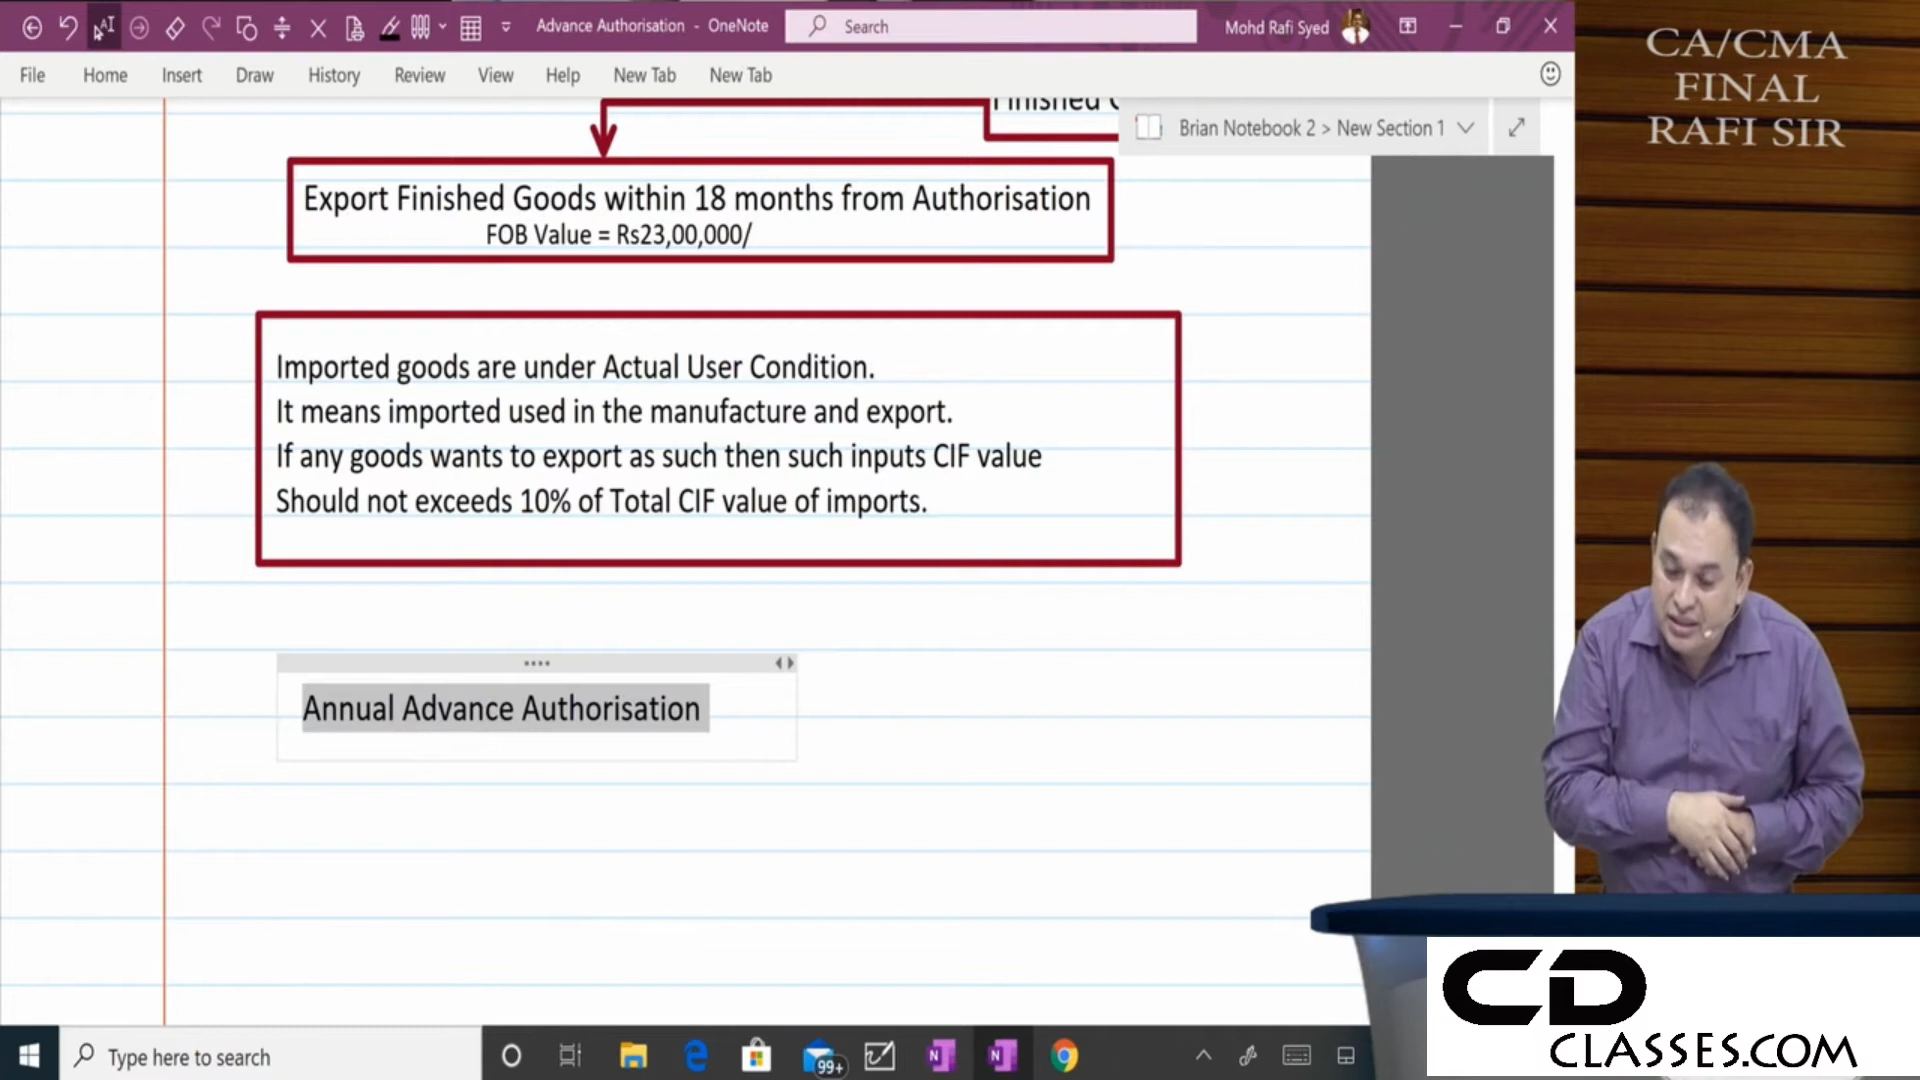 Advance Authorisation - OneNote
Search
Mohd Rafi Syed
File Home Insert Draw History Review View Help New Tab New Tab
Finished
Brian Notebook 2 > New Section 1
Export Finished Goods within 18 months from Authorisation
FOB Value = Rs23,00,000/
Imported goods are under Actual User Condition.
It means imported used in the manufacture and export.
If any goods wants to export as such then such inputs CIF value
Should not exceeds 10% of Total CIF value of imports.
Annual Advance Authorisation
Type here to search
99+
CA/CMA
FINAL
RAFI SIR
CD
CLASSES.COM